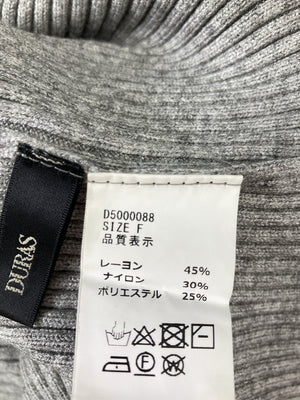 DURAS
D5000088
SIZE F
品質表示
レーヨン 45%
ナイロン 30%
ポリエステル 25%